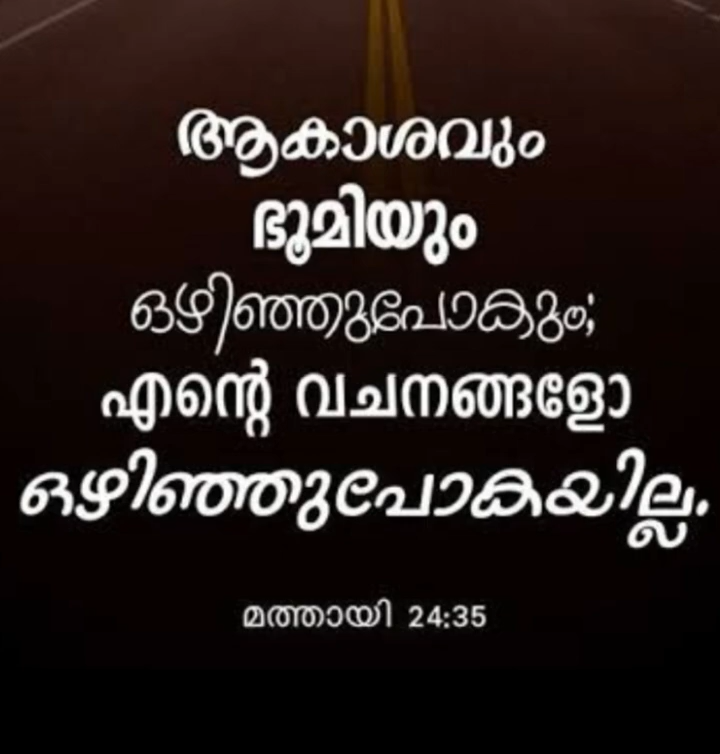 ആകാശവും
ഭൂമിയും
ഒഴിഞ്ഞുപോകും;
എന്റെ വചനങ്ങളോ
ഒഴിഞ്ഞുപോകയില്ല.
മത്തായി 24:35